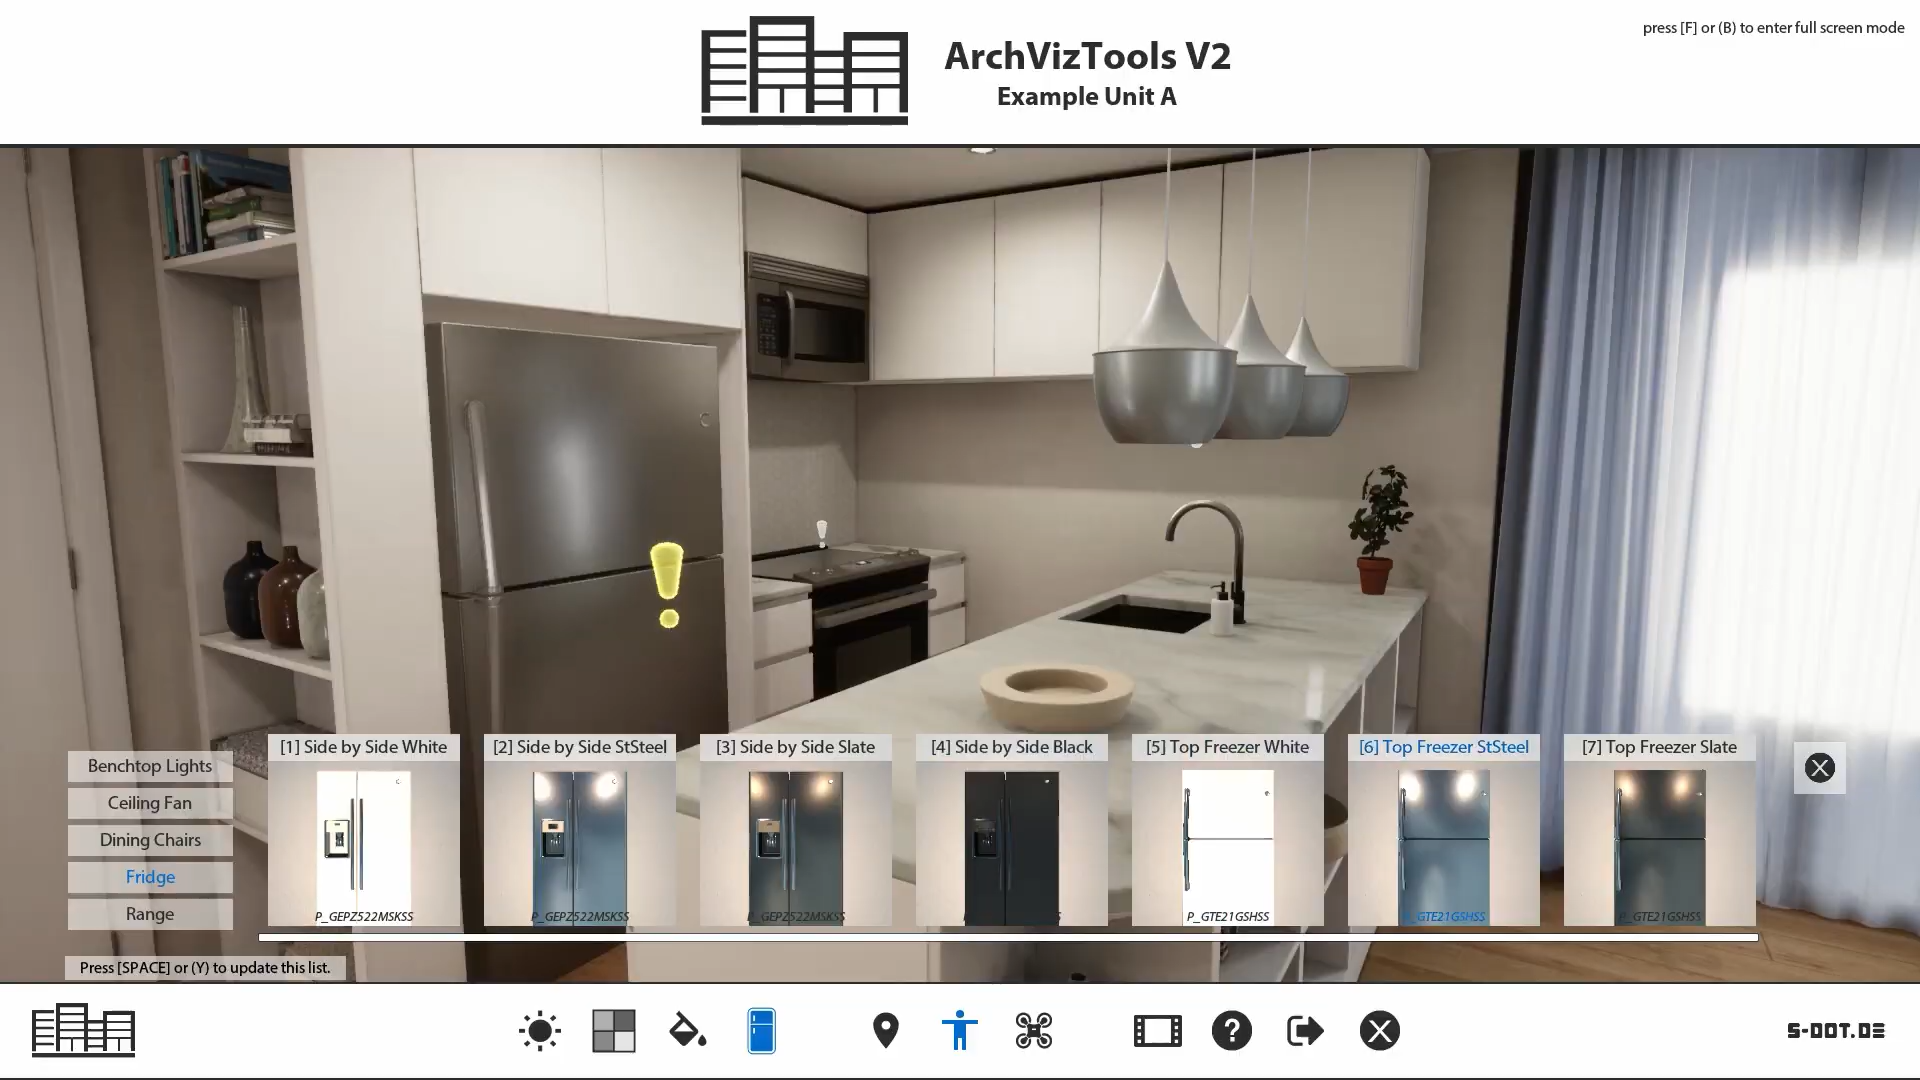 press [F] or (B) to enter full screen mode
ArchVizTools V2
Example Unit A
[1] Side by Side White
[2] Side by Side StSteel
[3] Side by Side Slate
[4] Side by Side Black
[5] Top Freezer White
[6] Top Freezer StSteel
[7] Top Freezer Slate
Benchtop Lights
Ceiling Fan
Dining Chairs
Fridge
Range
P_GEPZ522MSKSS
P_GEPZ522MSKSS
P_GEPZ522MSKSS
P_GTE21GSHSS
P_GTE21GSHSS
P_GTE21GSHSS
Press [SPACE] or (Y) to update this list.
S-DOT.DE